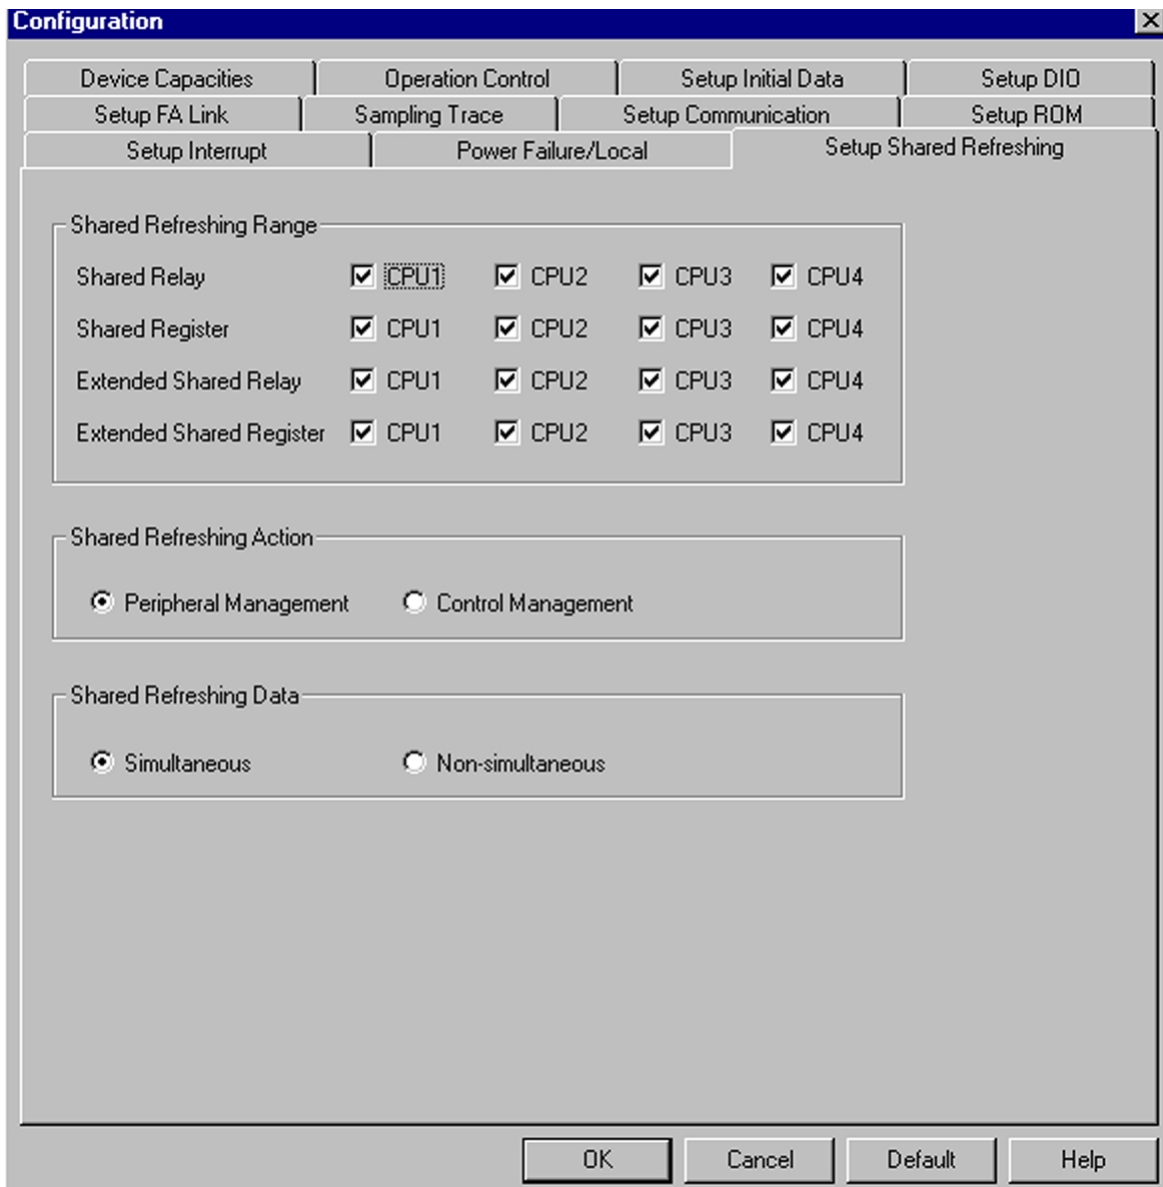 Configuration
Device Capacities Operation Control Setup Initial Data Setup DIO
Setup FA Link Sampling Trace Setup Communication Setup ROM
Setup Interrupt Power Failure/Local Setup Shared Refreshing
Shared Refreshing Range
Shared Relay CPU1 CPU2 CPU3 CPU4
Shared Register CPU1 CPU2 CPU3 CPU4
Extended Shared Relay CPU1 CPU2 CPU3 CPU4
Extended Shared Register CPU1 CPU2 CPU3 CPU4
Shared Refreshing Action
Peripheral Management Control Management
Shared Refreshing Data
Simultaneous Non-simultaneous
OK Cancel Default Help